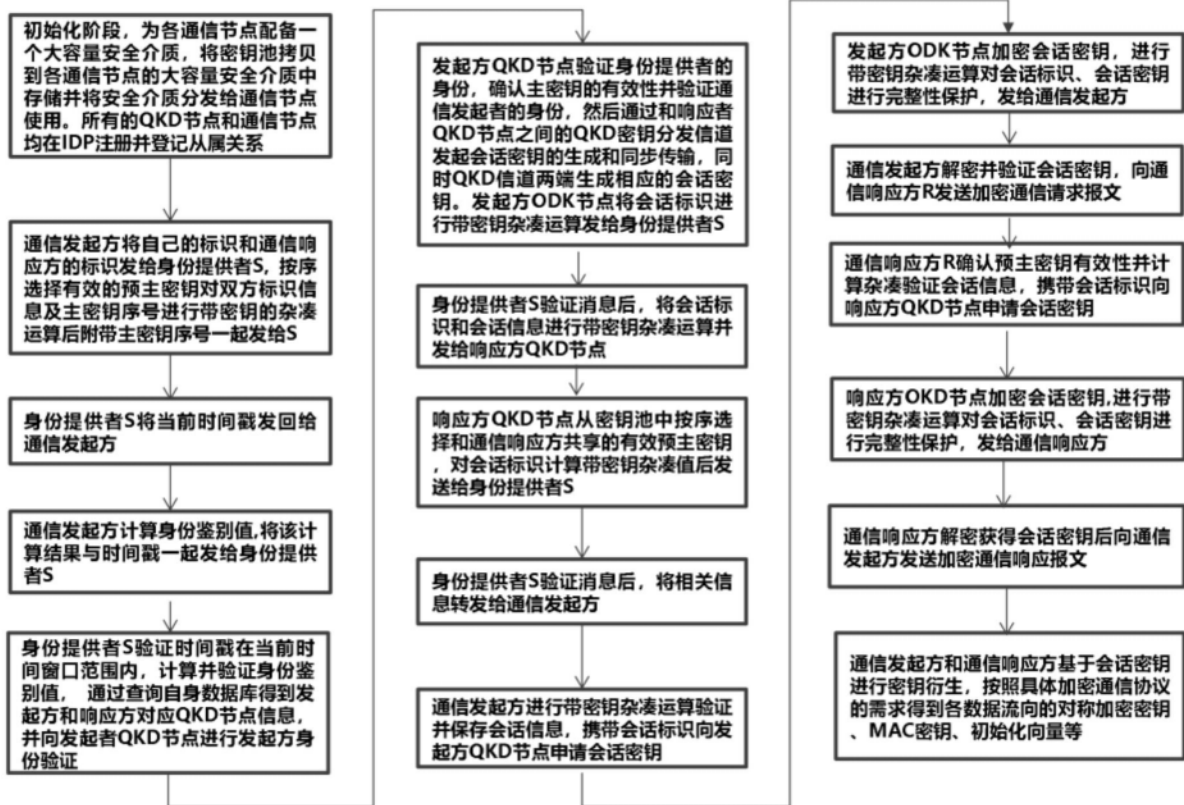 初始化阶段，为各通信节点配备一
个大容量安全介质，将密钥池拷贝
到各通信节点的大容量安全介质中
存储并将安全介质分发给通信节点
使用。所有的QKD节点和通信节点
均在IDP注册并登记从属关系
通信发起方将自己的标识和通信响
应方的标识发给身份提供者S，按序
选择有效的预主密钥对双方标识信
息及主密钥序号进行带密钥的杂凑
运算后附带主密钥序号一起发给S
身份提供者S将当前时间戳发回给
通信发起方
通信发起方计算身份鉴别值,将该计
算结果与时间戳一起发给身份提供
者S
身份提供者S验证时间戳在当前时
间窗口范围内，计算并验证身份鉴
别值， 通过查询自身数据库得到发
起方和响应方对应QKD节点信息，
并向发起者QKD节点进行发起方身
份验证
发起方QKD节点验证身份提供者的
身份，确认主密钥的有效性并验证通
信发起者的身份，然后通过和响应者
QKD节点之间的QKD密钥分发信道
发起会话密钥的生成和同步传输，同
时QKD信道两端生成相应的会话密
钥。发起方ODK节点将会话标识进
行带密钥杂凑运算发给身份提供者S
身份提供者S验证消息后，将会话标
识和会话信息进行带密钥杂凑运算并
发给响应方QKD节点
响应方QKD节点从密钥池中按序选
择和通信响应方共享的有效预主密钥
，对会话标识计算带密钥杂凑值后发
送给身份提供者S
身份提供者S验证消息后，将相关信
息转发给通信发起方
通信发起方进行带密钥杂凑运算验证
并保存会话信息，携带会话标识向发
起方QKD节点申请会话密钥
发起方ODK节点加密会话密钥，进行
带密钥杂凑运算对会话标识、会话密钥
进行完整性保护，发给通信发起方
通信发起方解密并验证会话密钥，向通
信响应方R发送加密通信请求报文
通信响应方R确认预主密钥有效性并计
算杂凑验证会话信息，携带会话标识向
响应方QKD节点申请会话密钥
响应方OKD节点加密会话密钥,进行带
密钥杂凑运算对会话标识、会话密钥进
行完整性保护，发给通信响应方
通信响应方解密获得会话密钥后向通信
发起方发送加密通信响应报文
通信发起方和通信响应方基于会话密钥
进行密钥衍生，按照具体加密通信协议
的需求得到各数据流向的对称加密密钥
、MAC密钥、初始化向量等